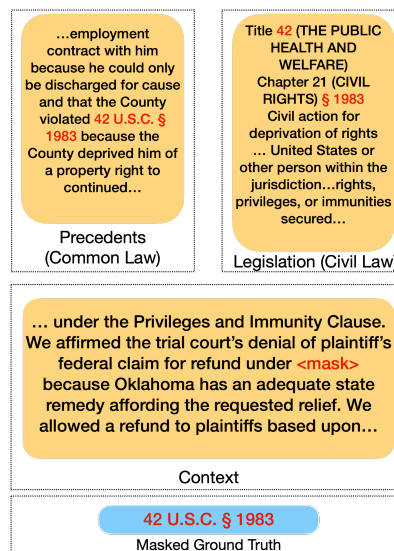 …employment
contract with him
because he could only
be discharged for cause
and that the County
violated 42 U.S.C. §
1983 because the
County deprived him of
a property right to
continued…
Precedents
(Common Law)
Title 42 (THE PUBLIC
HEALTH AND
WELFARE)
Chapter 21 (CIVIL
RIGHTS) § 1983
Civil action for
deprivation of rights
… United States or
other person within the
jurisdiction…rights,
privileges, or immunities
secured…
Legislation (Civil Law)
… under the Privileges and Immunity Clause.
We affirmed the trial court’s denial of plaintiff’s
federal claim for refund under <mask>
because Oklahoma has an adequate state
remedy affording the requested relief. We
allowed a refund to plaintiffs based upon…
Context
42 U.S.C. § 1983
Masked Ground Truth